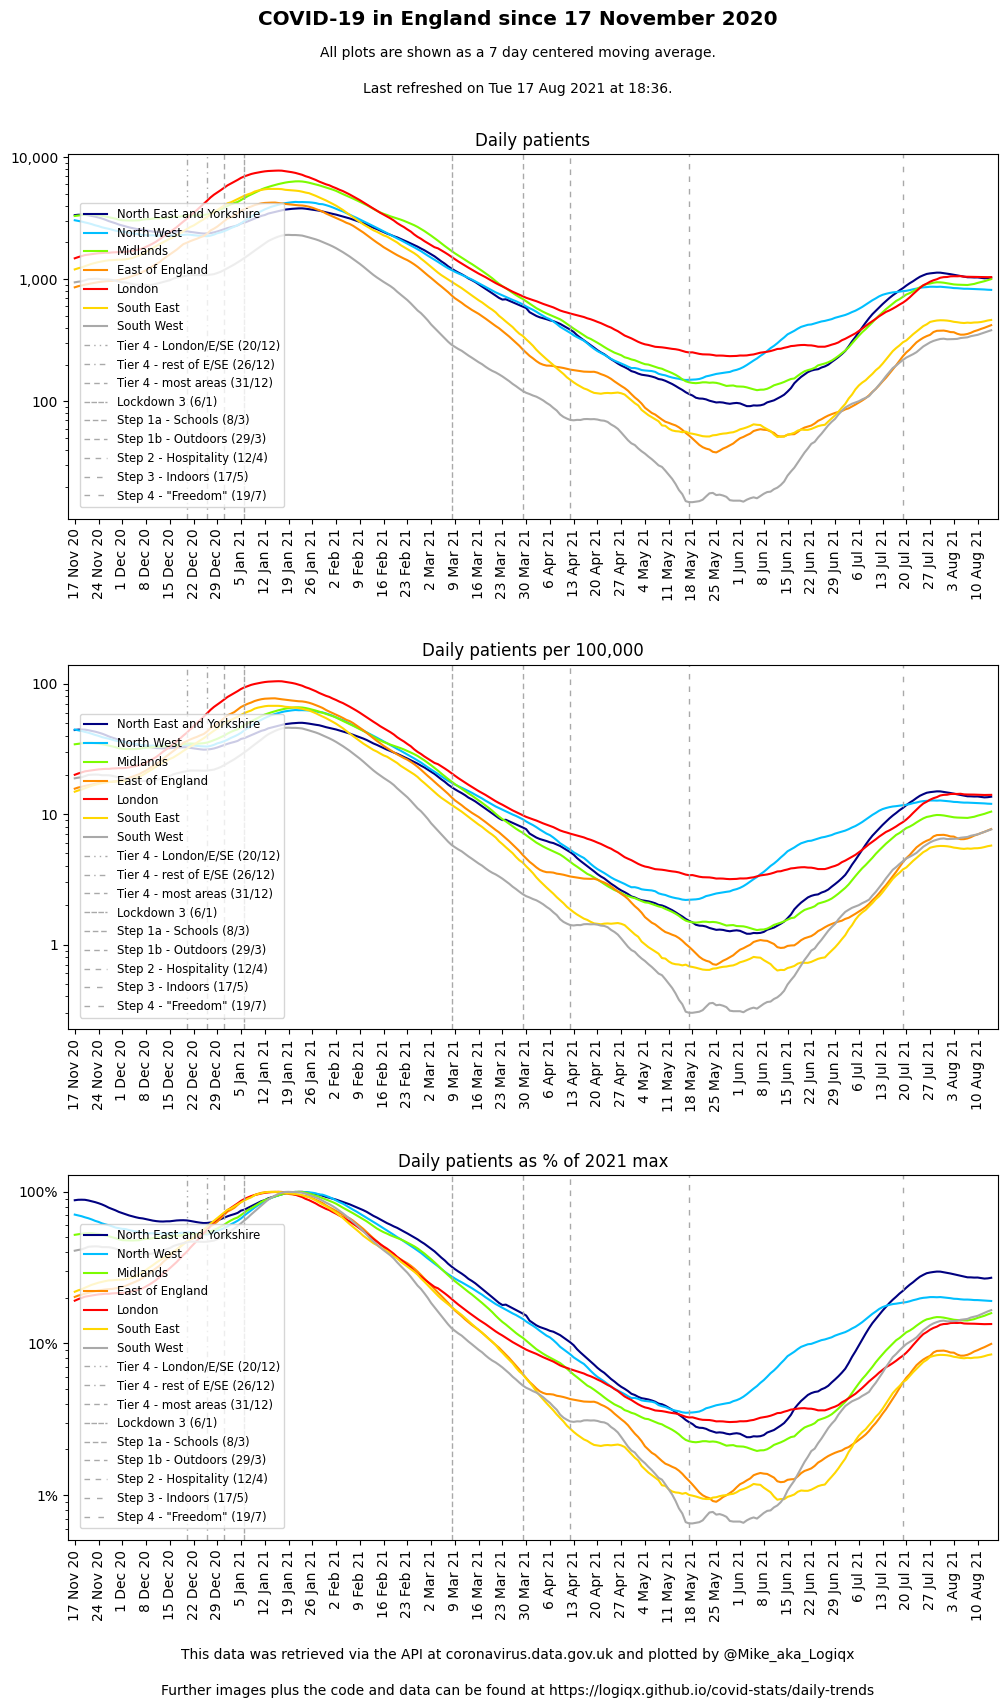 COVID-19 in England since 17 November 2020
All plots are shown as a 7 day centered moving average.
Last refreshed on Tue 17 Aug 2021 at 18:36.
Daily patients
10,000
1,000
100
North East and Yorkshire
North West
Midlands
East of England
London
South East
South West
Tier 4 - London/E/SE (20/12)
Tier 4 - rest of E/SE (26/12)
Tier 4 - most areas (31/12)
Lockdown 3 (6/1)
Step 1a - Schools (8/3)
Step 1b - Outdoors (29/3)
Step 2 - Hospitality (12/4)
Step 3 - Indoors (17/5)
Step 4 - "Freedom" (19/7)
17 Nov 20
24 Nov 20
1 Dec 20
8 Dec 20
15 Dec 20
22 Dec 20
29 Dec 20
5 Jan 21
12 Jan 21
19 Jan 21
26 Jan 21
2 Feb 21
9 Feb 21
16 Feb 21
23 Feb 21
2 Mar 21
9 Mar 21
16 Mar 21
23 Mar 21
30 Mar 21
6 Apr 21
13 Apr 21
20 Apr 21
27 Apr 21
4 May 21
11 May 21
18 May 21
25 May 21
1 Jun 21
8 Jun 21
15 Jun 21
22 Jun 21
29 Jun 21
6 Jul 21
13 Jul 21
20 Jul 21
27 Jul 21
3 Aug 21
10 Aug 21
Daily patients per 100,000
100
10
1
North East and Yorkshire
North West
Midlands
East of England
London
South East
South West
Tier 4 - London/E/SE (20/12)
Tier 4 - rest of E/SE (26/12)
Tier 4 - most areas (31/12)
Lockdown 3 (6/1)
Step 1a - Schools (8/3)
Step 1b - Outdoors (29/3)
Step 2 - Hospitality (12/4)
Step 3 - Indoors (17/5)
Step 4 - "Freedom" (19/7)
17 Nov 20
24 Nov 20
1 Dec 20
8 Dec 20
15 Dec 20
22 Dec 20
29 Dec 20
5 Jan 21
12 Jan 21
19 Jan 21
26 Jan 21
2 Feb 21
9 Feb 21
16 Feb 21
23 Feb 21
2 Mar 21
9 Mar 21
16 Mar 21
23 Mar 21
30 Mar 21
6 Apr 21
13 Apr 21
20 Apr 21
27 Apr 21
4 May 21
11 May 21
18 May 21
25 May 21
1 Jun 21
8 Jun 21
15 Jun 21
22 Jun 21
29 Jun 21
6 Jul 21
13 Jul 21
20 Jul 21
27 Jul 21
3 Aug 21
10 Aug 21
Daily patients as % of 2021 max
100%
10%
1%
North East and Yorkshire
North West
Midlands
East of England
London
South East
South West
Tier 4 - London/E/SE (20/12)
Tier 4 - rest of E/SE (26/12)
Tier 4 - most areas (31/12)
Lockdown 3 (6/1)
Step 1a - Schools (8/3)
Step 1b - Outdoors (29/3)
Step 2 - Hospitality (12/4)
Step 3 - Indoors (17/5)
Step 4 - "Freedom" (19/7)
17 Nov 20
24 Nov 20
1 Dec 20
8 Dec 20
15 Dec 20
22 Dec 20
29 Dec 20
5 Jan 21
12 Jan 21
19 Jan 21
26 Jan 21
2 Feb 21
9 Feb 21
16 Feb 21
23 Feb 21
2 Mar 21
9 Mar 21
16 Mar 21
23 Mar 21
30 Mar 21
6 Apr 21
13 Apr 21
20 Apr 21
27 Apr 21
4 May 21
11 May 21
18 May 21
25 May 21
1 Jun 21
8 Jun 21
15 Jun 21
22 Jun 21
29 Jun 21
6 Jul 21
13 Jul 21
20 Jul 21
27 Jul 21
3 Aug 21
10 Aug 21
This data was retrieved via the API at coronavirus.data.gov.uk and plotted by @Mike_aka_Logiqx
Further images plus the code and data can be found at https://logiqx.github.io/covid-stats/daily-trends